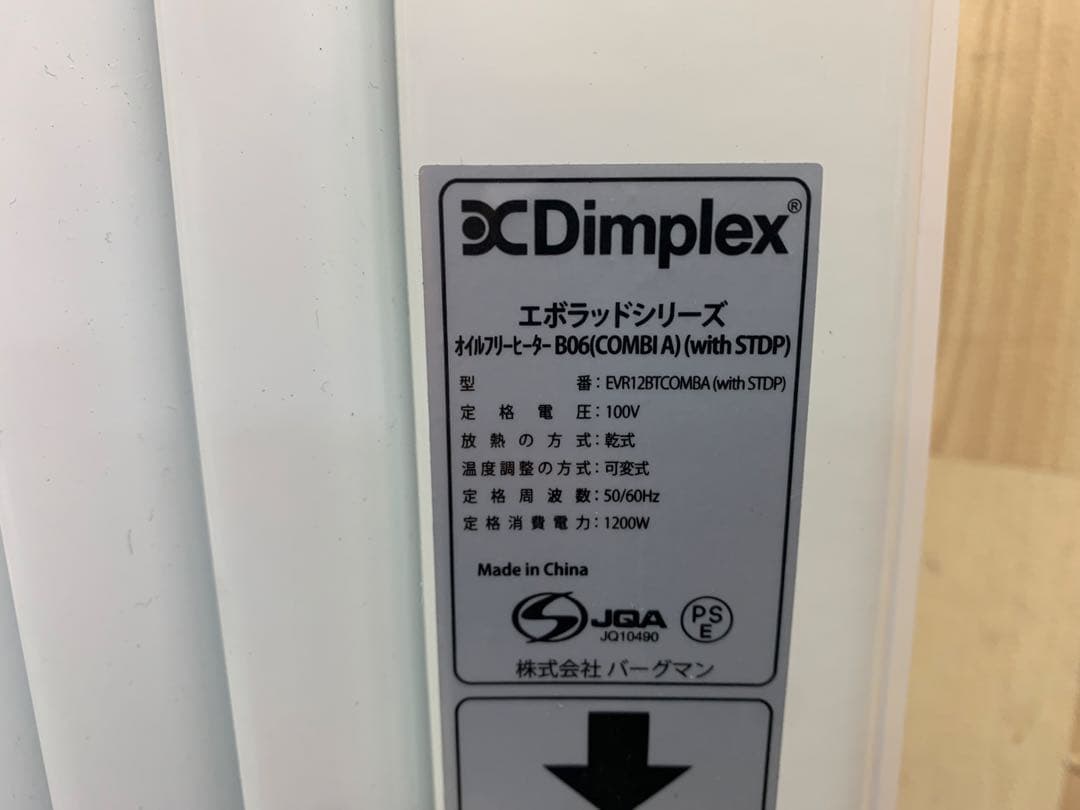 Dimplex®
エボラッドシリーズ
オイルフリーヒーター B06(COMBI A) (with STDP)
型番：EVR12BTCOMBA (with STDP)
定格電圧：100V
放熱の方式：乾式
温度調整の方式：可変式
定格周波数：50/60Hz
定格消費電力：1200W
Made in China
JQA
JQ10490
PS
E
株式会社 バーグマン